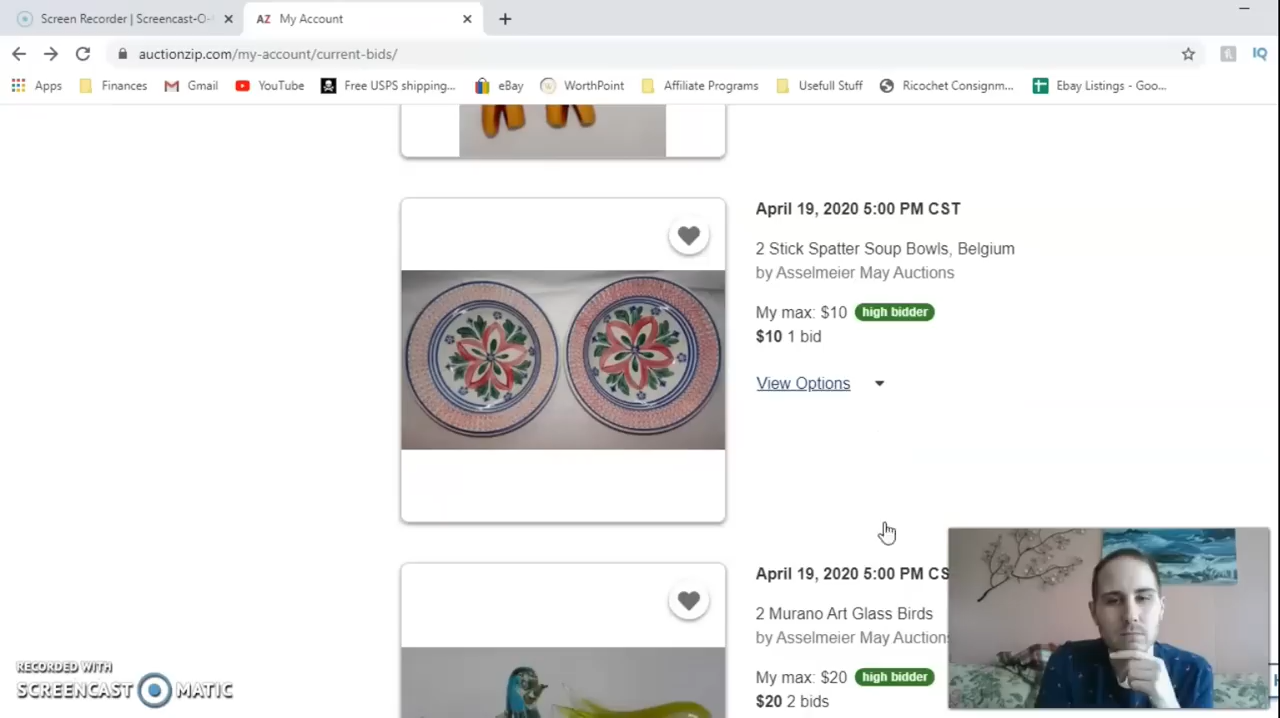 Screen Recorder | Screencast-O-
AZ My Account
auctionzip.com/my-account/current-bids/
IQ
Apps Finances Gmail YouTube Free USPS shipping... eBay WorthPoint Affiliate Programs Usefull Stuff Ricochet Consignm... Ebay Listings - Goo...
April 19, 2020 5:00 PM CST
2 Stick Spatter Soup Bowls, Belgium
by Asselmeier May Auctions
My max: $10 high bidder
$10 1 bid
View Options
April 19, 2020 5:00 PM CS
2 Murano Art Glass Birds
by Asselmeier May Auctions
My max: $20 high bidder
$20 2 bids
RECORDED WITH
SCREENCAST MATIC